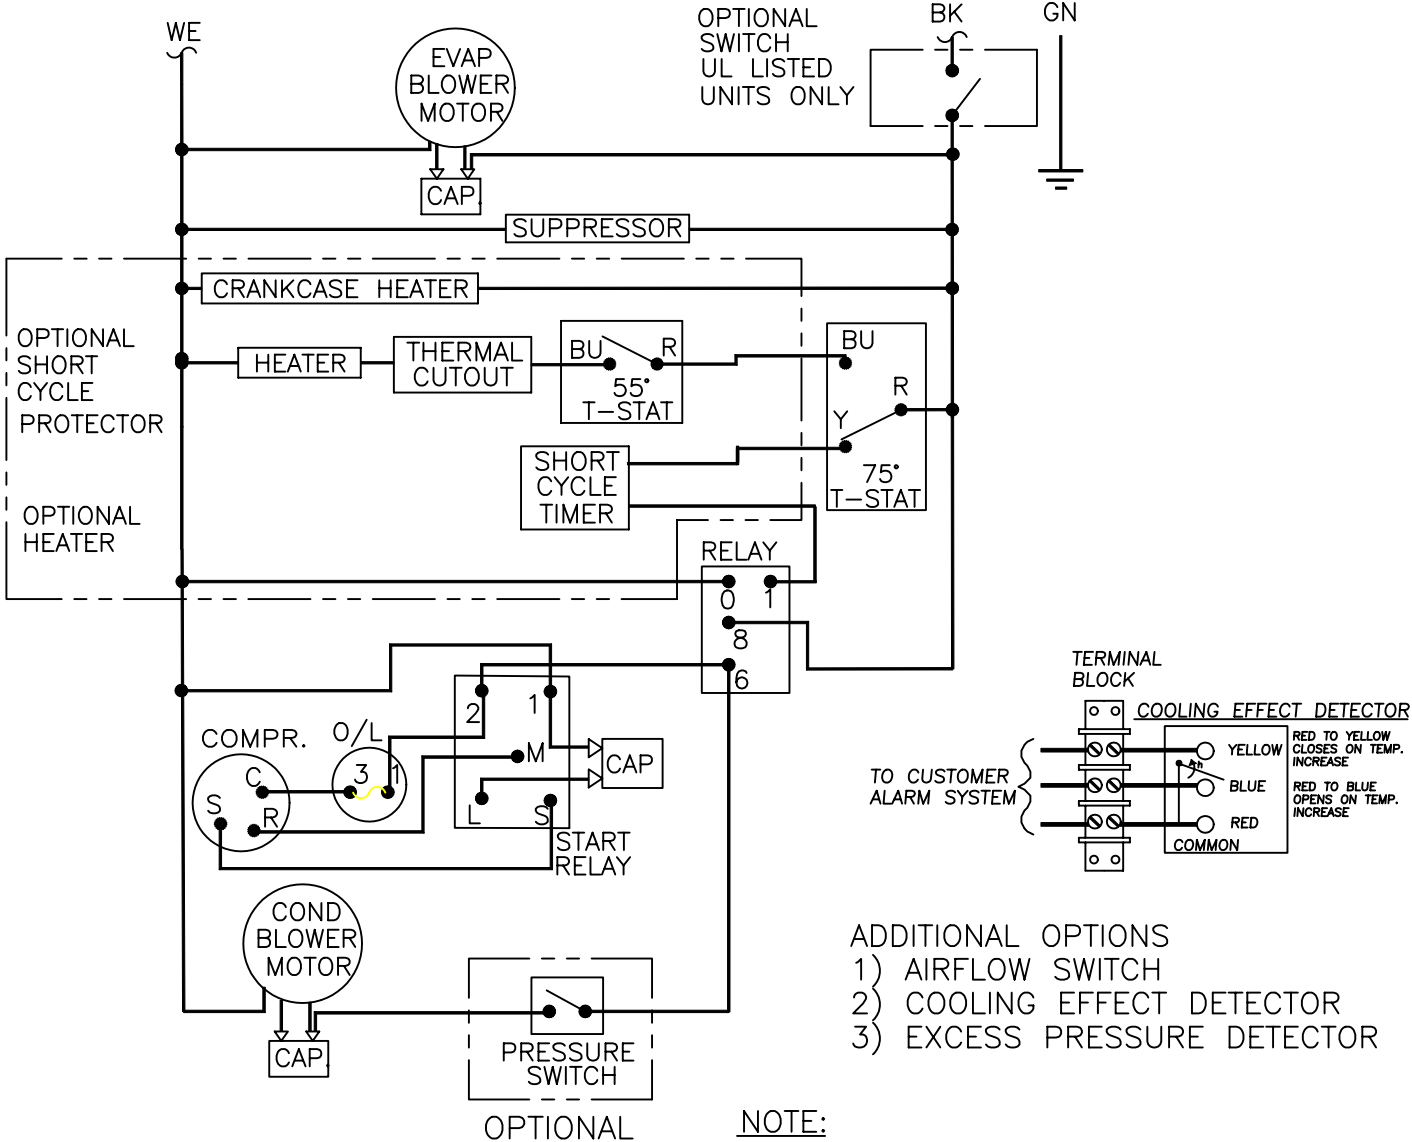 WE
EVAP
BLOWER
MOTOR
CAP.
OPTIONAL
SWITCH
UL LISTED
UNITS ONLY
BK
GN
SUPPRESSOR
CRANKCASE HEATER
OPTIONAL
SHORT
CYCLE
PROTECTOR
HEATER
THERMAL
CUTOUT
BU
R
55°
T-STAT
BU
R
Y
75°
T-STAT
SHORT
CYCLE
TIMER
OPTIONAL
HEATER
RELAY
0
1
8
6
2
1
M
L
S
START
RELAY
CAP
COMPR.
C
S
R
O/L
3
1
COND
BLOWER
MOTOR
CAP.
PRESSURE
SWITCH
OPTIONAL
NOTE:
TERMINAL
BLOCK
COOLING EFFECT DETECTOR
TO CUSTOMER
ALARM SYSTEM
YELLOW
BLUE
RED
COMMON
RED TO YELLOW
CLOSES ON TEMP.
INCREASE
RED TO BLUE
OPENS ON TEMP.
INCREASE
ADDITIONAL OPTIONS
1) AIRFLOW SWITCH
2) COOLING EFFECT DETECTOR
3) EXCESS PRESSURE DETECTOR